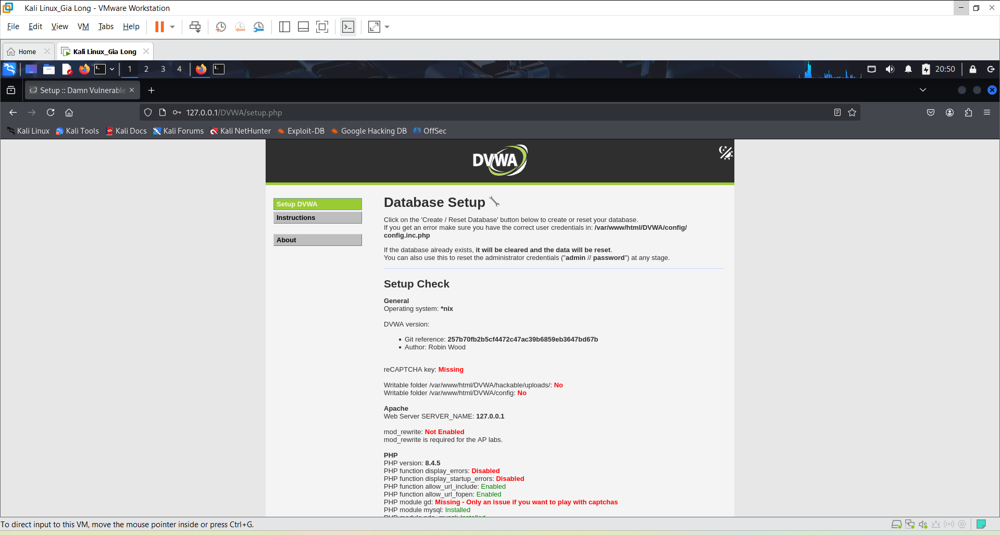 Kali Linux_Gia Long - VMware Workstation
File Edit View VM Tabs Help
Home
Kali Linux_Gia Long
1 2 3 4
20:50
Setup :: Damn Vulnerable
127.0.0.1/DVWA/setup.php
Kali Linux Kali Tools Kali Docs Kali Forums Kali NetHunter Exploit-DB Google Hacking DB OffSec
DVWA
Setup DVWA
Instructions
About
Database Setup
Click on the 'Create / Reset Database' button below to create or reset your database.
If you get an error make sure you have the correct user credentials in: /var/www/html/DVWA/config/
config.inc.php
If the database already exists, it will be cleared and the data will be reset.
You can also use this to reset the administrator credentials ("admin // password") at any stage.
Setup Check
General
Operating system: *nix
DVWA version:
• Git reference: 257b70fb2b5cf4472c47ac39b6859eb3647bd67b
• Author: Robin Wood
reCAPTCHA key: Missing
Writable folder /var/www/html/DVWA/hackable/uploads/: No
Writable folder /var/www/html/DVWA/config: No
Apache
Web Server SERVER_NAME: 127.0.0.1
mod_rewrite: Not Enabled
mod_rewrite is required for the AP labs.
PHP
PHP version: 8.4.5
PHP function display_errors: Disabled
PHP function display_startup_errors: Disabled
PHP function allow_url_include: Enabled
PHP function allow_url_fopen: Enabled
PHP module gd: Missing - Only an issue if you want to play with captchas
PHP module mysql: Installed
PHP module pdo_mysql: Installed
To direct input to this VM, move the mouse pointer inside or press Ctrl+G.